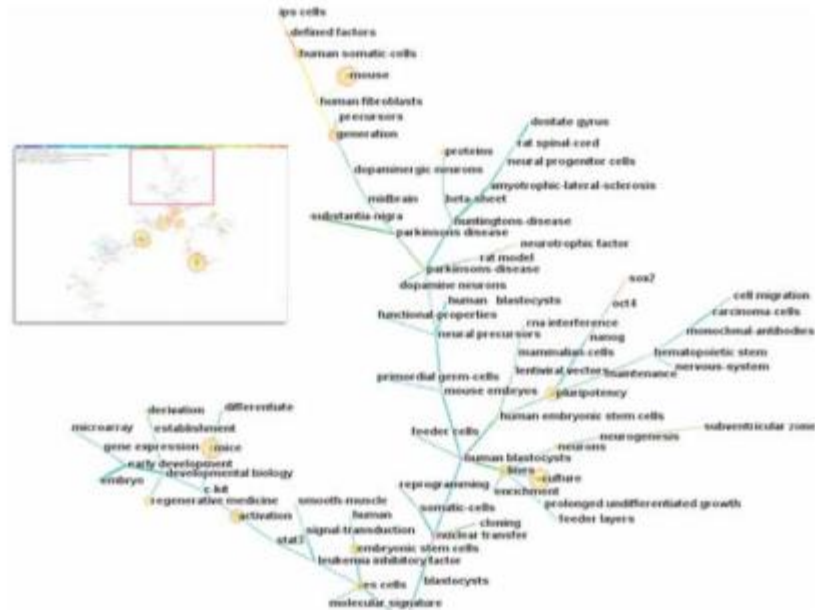 ips cells
defined factors
human somatic-cells
mouse
human fibroblasts
precursors
generation
dentate gyrus
rat spinal-cord
proteins
neural progenitor cells
dopaminergic neurons
amyotrophic-lateral-sclerosis
midbrain
beta-sheet
substantia-nigra
huntingtons-disease
parkinsons disease
neurotrophic factor
rat model
parkinsons-disease
sox2
dopamine neurons
human blastocysts
cell migration
oct4
carcinoma-cells
functional-properties
rna interference
monoclonal-antibodies
neural precursors
nanog
mammalian-cells
hematopoietic stem
nervous-system
lentiviral vectors
maintenance
primordial germ-cells
mouse embryos
pluripotency
differentiate
derivation
human embryonic stem cells
microarray
establishment
feeder cells
neurogenesis
subventricular zone
gene expression
mice
neurons
early development
human blastocysts
developmental biology
lines
culture
embryo
reprogramming
enrichment
c-kit
regenerative medicine
smooth-muscle
somatic-cells
prolonged undifferentiated growth
human
feeder layers
activation
cloning
signal-transduction
nuclear transfer
stat3
embryonic stem cells
leukemia inhibitory factor
es cells
blastocysts
molecular_signature